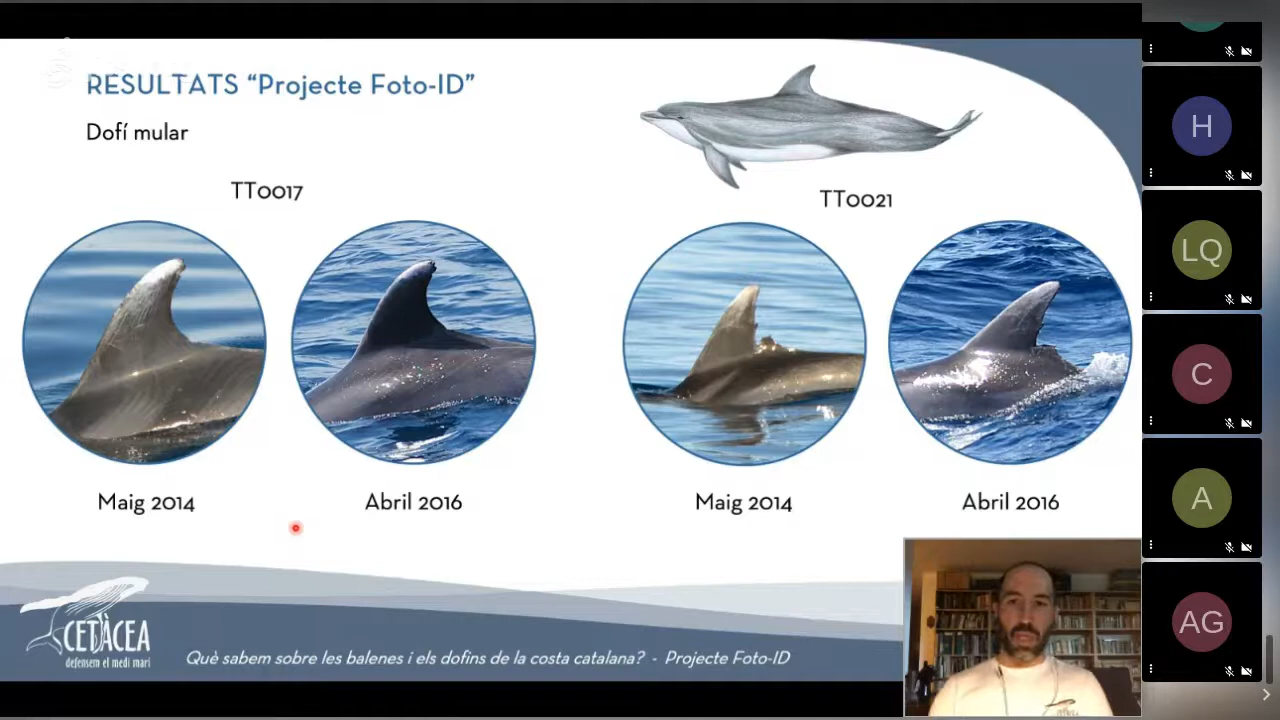 RESULTATS “Projecte Foto-ID”
Dofí mular
TT0017
TT0021
Maig 2014
Abril 2016
Maig 2014
Abril 2016
CETÀCEA
defensem el medi marí
Què sabem sobre les balenes i els dofins de la costa catalana? - Projecte Foto-ID
H
LQ
C
A
AG